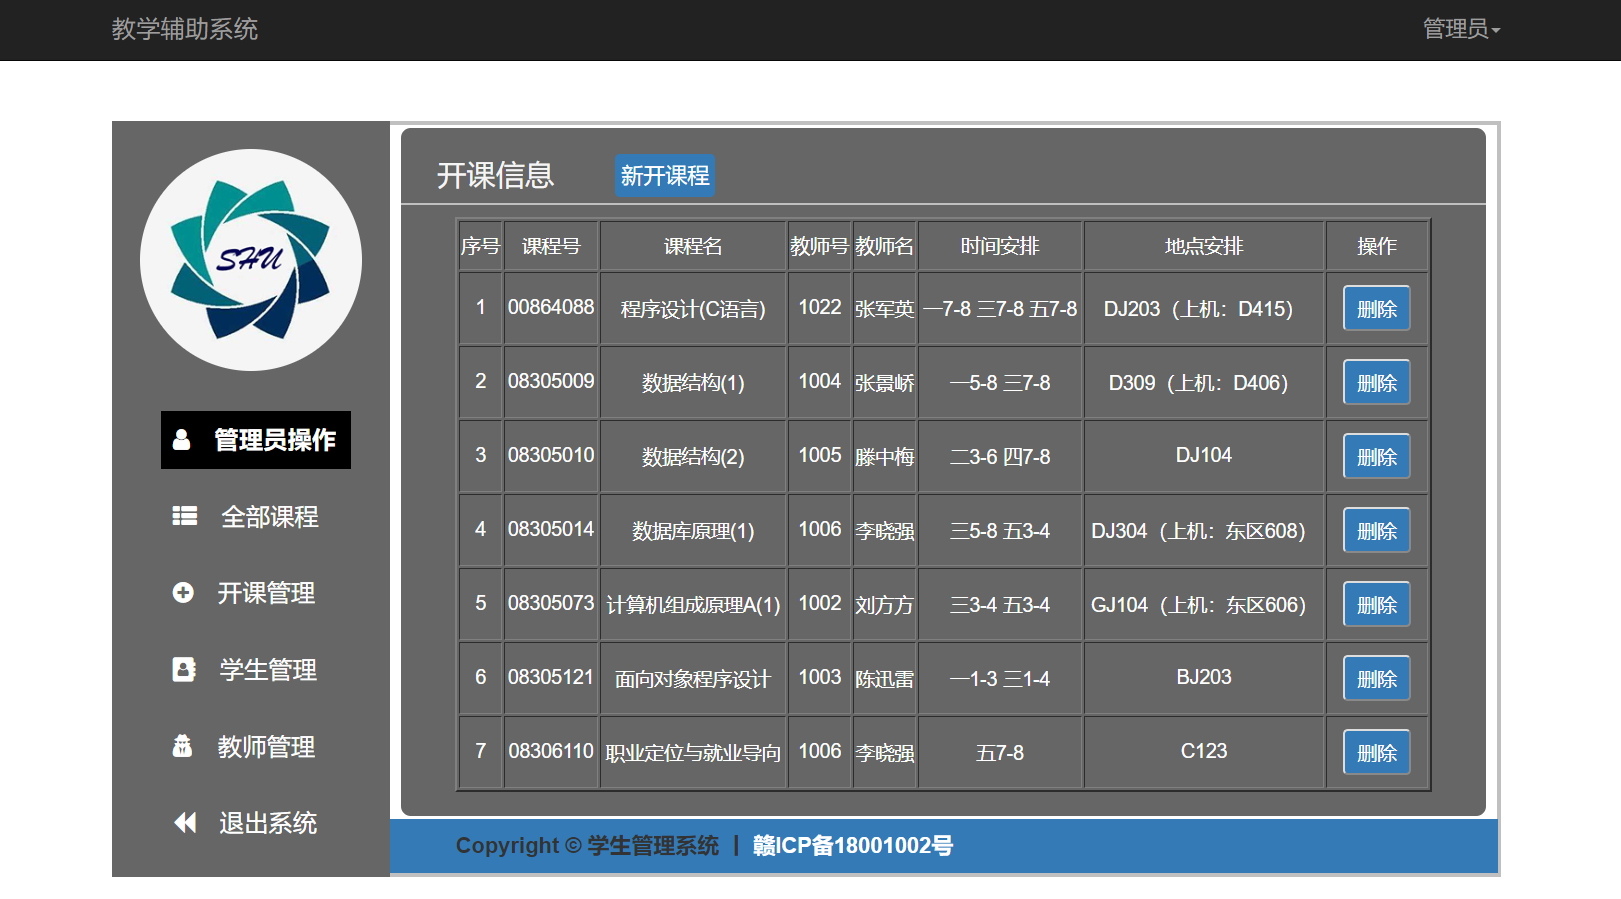 教学辅助系统 管理员
SHU
管理员操作
全部课程
开课管理
学生管理
教师管理
退出系统
开课信息 新开课程
序号 课程号 课程名 教师号 教师名 时间安排 地点安排 操作
1 00864088 程序设计(C语言) 1022 张军英 一7-8 三7-8 五7-8 DJ203（上机：D415） 删除
2 08305009 数据结构(1) 1004 张景峤 一5-8 三7-8 D309（上机：D406） 删除
3 08305010 数据结构(2) 1005 滕中梅 二3-6 四7-8 DJ104 删除
4 08305014 数据库原理(1) 1006 李晓强 三5-8 五3-4 DJ304（上机：东区608） 删除
5 08305073 计算机组成原理A(1) 1002 刘方方 三3-4 五3-4 GJ104（上机：东区606） 删除
6 08305121 面向对象程序设计 1003 陈迅雷 一1-3 三1-4 BJ203 删除
7 08306110 职业定位与就业导向 1006 李晓强 五7-8 C123 删除
Copyright © 学生管理系统 | 赣ICP备18001002号